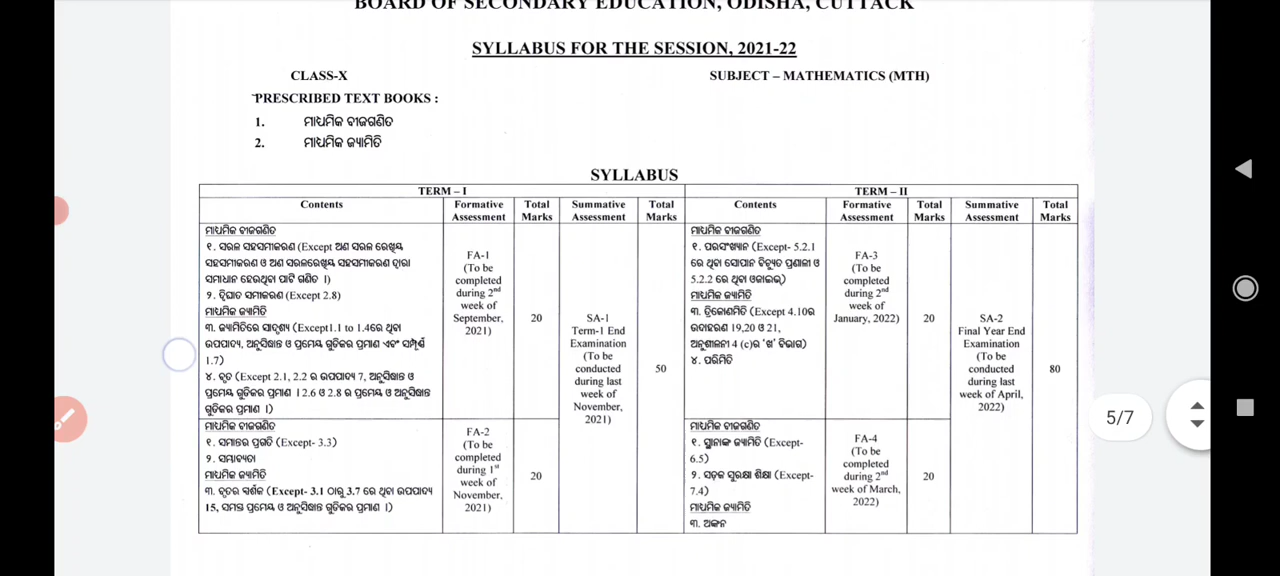 BOARD OF SECONDARY EDUCATION, ODISHA, CUTTACK
SYLLABUS FOR THE SESSION, 2021-22
CLASS-X
SUBJECT – MATHEMATICS (MTH)
PRESCRIBED TEXT BOOKS :
1. ମାଧ୍ୟମିକ ବୀଜଗଣିତ
2. ମାଧ୍ୟମିକ ଜ୍ୟାମିତି
SYLLABUS
TERM – I
Contents
Formative Assessment
Total Marks
Summative Assessment
Total Marks
ମାଧ୍ୟମିକ ବୀଜଗଣିତ
୧. ସରଳ ସହସମୀକରଣ (Except ଅଣ ସରଳ ରେଖିୟ
ସହସମୀକରଣ ଓ ଅଣ ସରଳରେଖିୟ ସହସମୀକରଣ ଦ୍ୱାରା
ସମାଧାନ ହେଉଥିବା ପାଟି ଗଣିତ ।)
୨. ଦ୍ୱିଘାତ ସମୀକରଣ (Except 2.8)
ମାଧ୍ୟମିକ ଜ୍ୟାମିତି
୩. ଜ୍ୟାମିତିରେ ସାଦୃଶ୍ୟ (Except1.1 to 1.4ରେ ଥିବା
ଉପପାଦ୍ୟ, ଅନୁସିଦ୍ଧାନ୍ତ ଓ ପ୍ରମେୟ ଗୁଡିକର ପ୍ରମାଣ ଏବଂ ସମ୍ପୂର୍ଣ୍ଣ
1.7)
୪. ବୃତ୍ତ (Except 2.1, 2.2 ର ଉପପାଦ୍ୟ 7, ଅନୁସିଦ୍ଧାନ୍ତ ଓ
ପ୍ରମେୟ ଗୁଡିକର ପ୍ରମାଣ । 2.6 ଓ 2.8 ର ପ୍ରମେୟ ଓ ଅନୁସିଦ୍ଧାନ୍ତ
ଗୁଡିକର ପ୍ରମାଣ ।)
FA-1
(To be
completed
during 2nd
week of
September,
2021)
20
SA-1
Term-1 End
Examination
(To be
conducted
during last
week of
November,
2021)
50
ମାଧ୍ୟମିକ ବୀଜଗଣିତ
୧. ସମାନ୍ତର ପ୍ରଗତି (Except- 3.3)
୨. ସମ୍ଭାବ୍ୟତା
ମାଧ୍ୟମିକ ଜ୍ୟାମିତି
୩. ବୃତ୍ତର ସ୍ପର୍ଶକ (Except- 3.1 ଠାରୁ 3.7 ରେ ଥିବା ଉପପାଦ୍ୟ
15, ସମସ୍ତ ପ୍ରମେୟ ଓ ଅନୁସିଦ୍ଧାନ୍ତ ଗୁଡିକର ପ୍ରମାଣ ।)
FA-2
(To be
completed
during 1st
week of
November,
2021)
20
TERM – II
Contents
Formative Assessment
Total Marks
Summative Assessment
Total Marks
ମାଧ୍ୟମିକ ବୀଜଗଣିତ
୧. ପରିସଂଖ୍ୟାନ (Except- 5.2.1
ରେ ଥିବା ସୋପାନ ବିଚ୍ୟୁତ ପ୍ରଣାଳୀ ଓ
5.2.2 ରେ ଥିବା ଓଜାଇଭ୍)
ମାଧ୍ୟମିକ ଜ୍ୟାମିତି
୩. ତ୍ରିକୋଣମିତି (Except 4.10ର
ଉଦାହରଣ 19,20 ଓ 21,
ଅନୁଶୀଳନୀ 4 (c)ର 'ଖ' ବିଭାଗ)
୪. ପରିମିତି
FA-3
(To be
completed
during 2nd
week of
January, 2022)
20
SA-2
Final Year End
Examination
(To be
conducted
during last
week of April,
2022)
80
ମାଧ୍ୟମିକ ବୀଜଗଣିତ
୧. ସ୍ଥାନାଙ୍କ ଜ୍ୟାମିତି (Except-
6.5)
୨. ସଡ଼କ ସୁରକ୍ଷା ଶିକ୍ଷା (Except-
7.4)
ମାଧ୍ୟମିକ ଜ୍ୟାମିତି
୩. ଅଙ୍କନ
FA-4
(To be
completed
during 2nd
week of March,
2022)
20
5/7